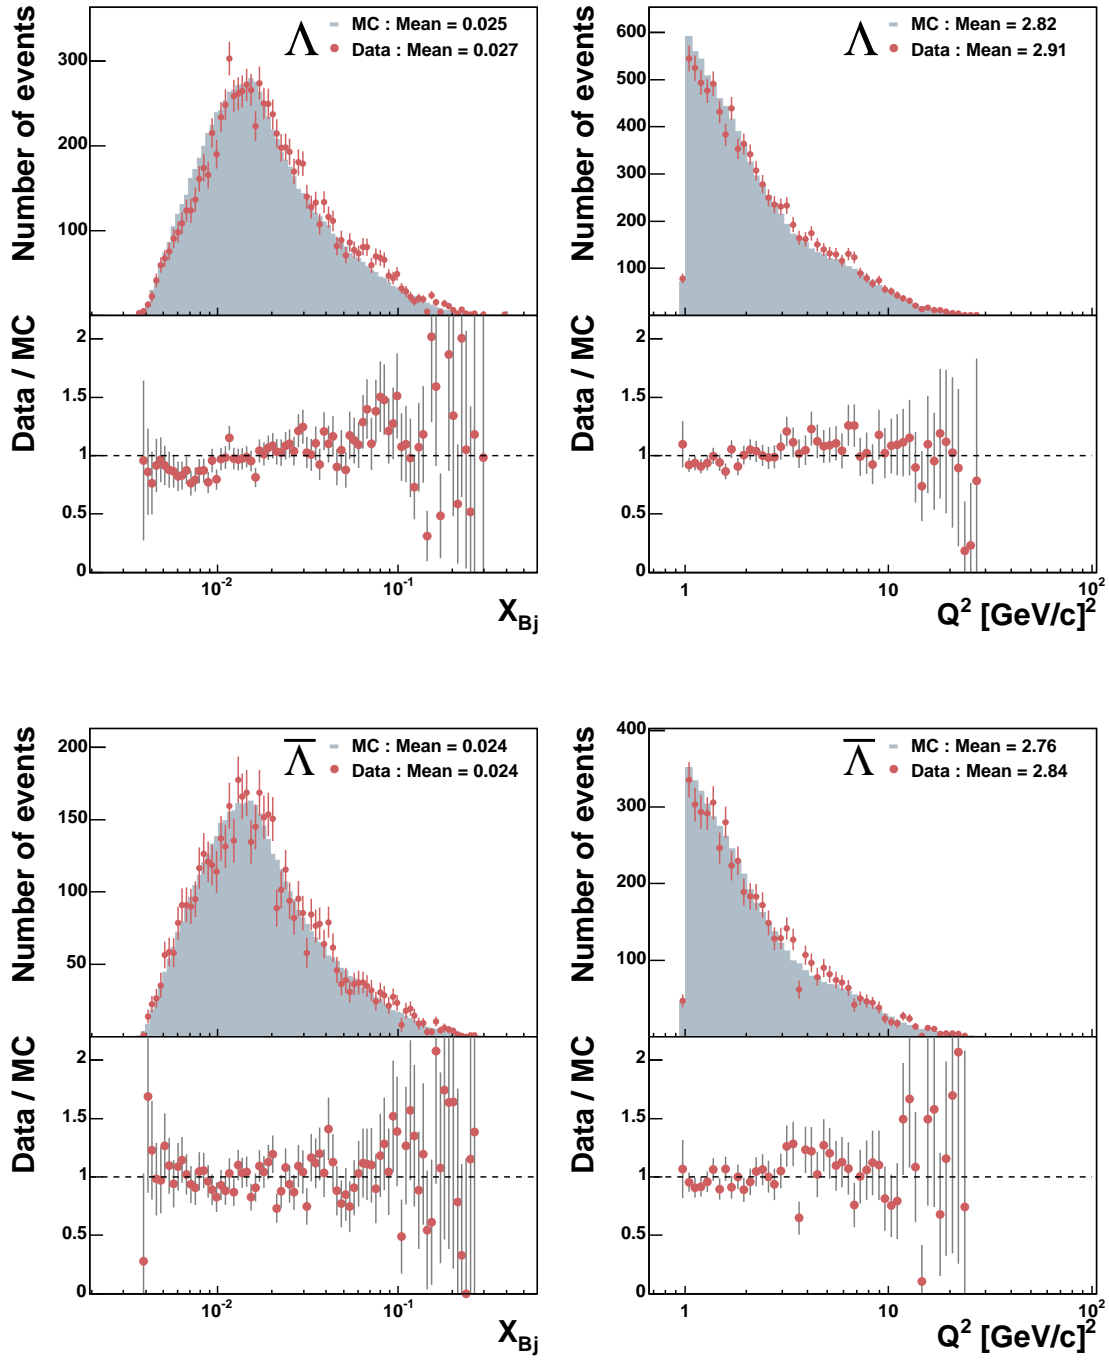 Number of events
300
200
100
Λ
MC : Mean = 0.025
Data : Mean = 0.027
Data / MC
2
1.5
1
0.5
0
10⁻² 10⁻¹
X_Bj
Number of events
600
500
400
300
200
100
Λ
MC : Mean = 2.82
Data : Mean = 2.91
Data / MC
2
1.5
1
0.5
0
1 10 10²
Q² [GeV/c]²
Number of events
200
150
100
50
Λ̅
MC : Mean = 0.024
Data : Mean = 0.024
Data / MC
2
1.5
1
0.5
0
10⁻² 10⁻¹
X_Bj
Number of events
400
300
200
100
Λ̅
MC : Mean = 2.76
Data : Mean = 2.84
Data / MC
2
1.5
1
0.5
0
1 10 10²
Q² [GeV/c]²